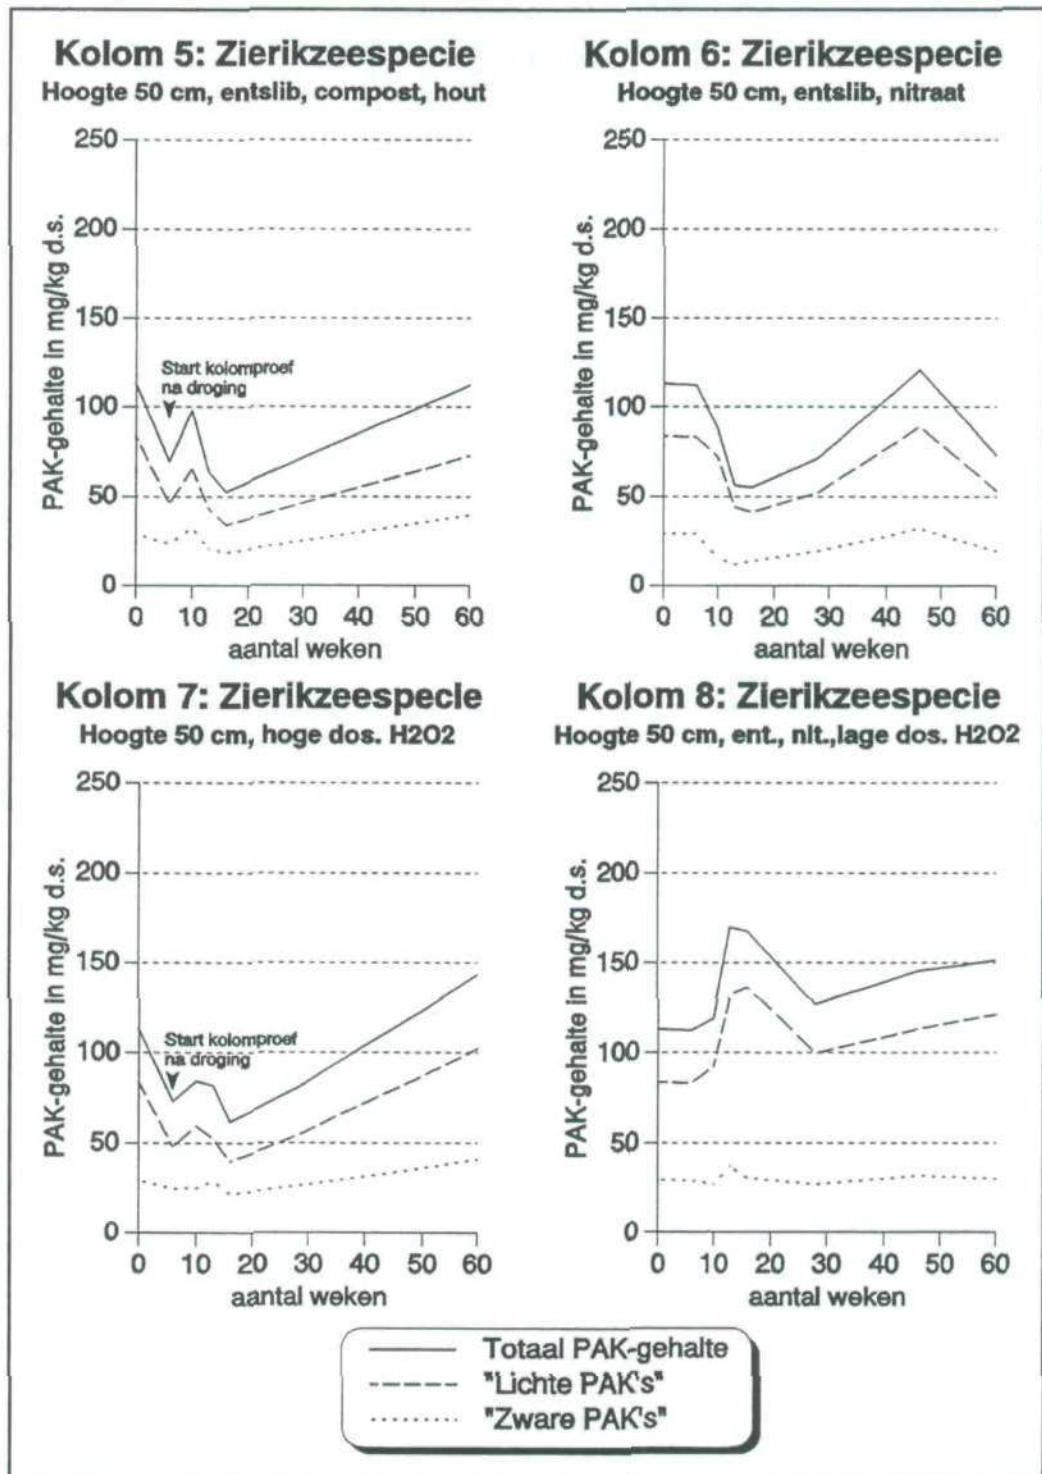 Kolom 5: Zierikzeespecie
Hoogte 50 cm, entslib, compost, hout
250
200
150
100
50
0
PAK-gehalte in mg/kg d.s.
Start kolomproef
na droging
0 10 20 30 40 50 60
aantal weken
Kolom 6: Zierikzeespecie
Hoogte 50 cm, entslib, nitraat
250
200
150
100
50
0
PAK-gehalte in mg/kg d.s.
0 10 20 30 40 50 60
aantal weken
Kolom 7: Zierikzeespecie
Hoogte 50 cm, hoge dos. H2O2
250
200
150
100
50
0
PAK-gehalte in mg/kg d.s.
Start kolomproef
na droging
0 10 20 30 40 50 60
aantal weken
Kolom 8: Zierikzeespecie
Hoogte 50 cm, ent., nit.,lage dos. H2O2
250
200
150
100
50
0
PAK-gehalte in mg/kg d.s.
0 10 20 30 40 50 60
aantal weken
Totaal PAK-gehalte
"Lichte PAK's"
"Zware PAK's"